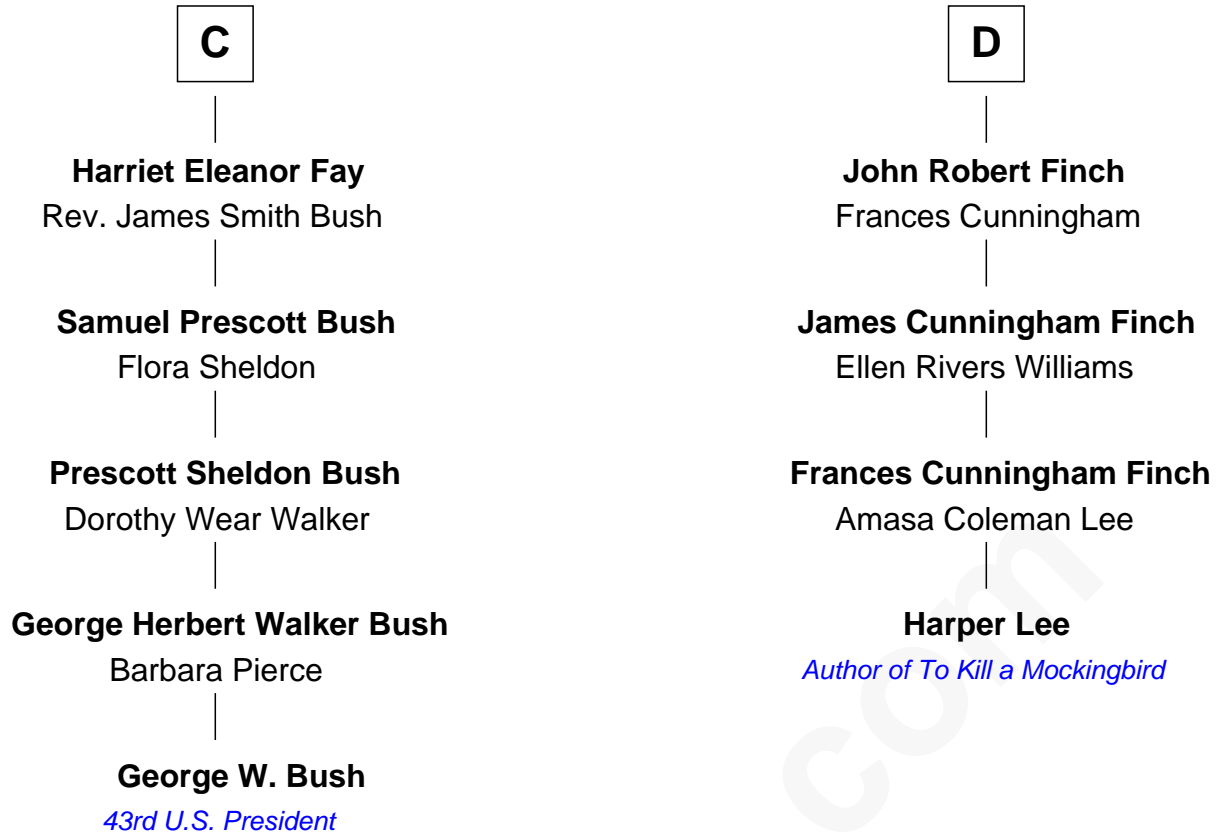 C
Harriet Eleanor Fay
Rev. James Smith Bush
Samuel Prescott Bush
Flora Sheldon
Prescott Sheldon Bush
Dorothy Wear Walker
George Herbert Walker Bush
Barbara Pierce
George W. Bush
43rd U.S. President
D
John Robert Finch
Frances Cunningham
James Cunningham Finch
Ellen Rivers Williams
Frances Cunningham Finch
Amasa Coleman Lee
Harper Lee
Author of To Kill a Mockingbird
com